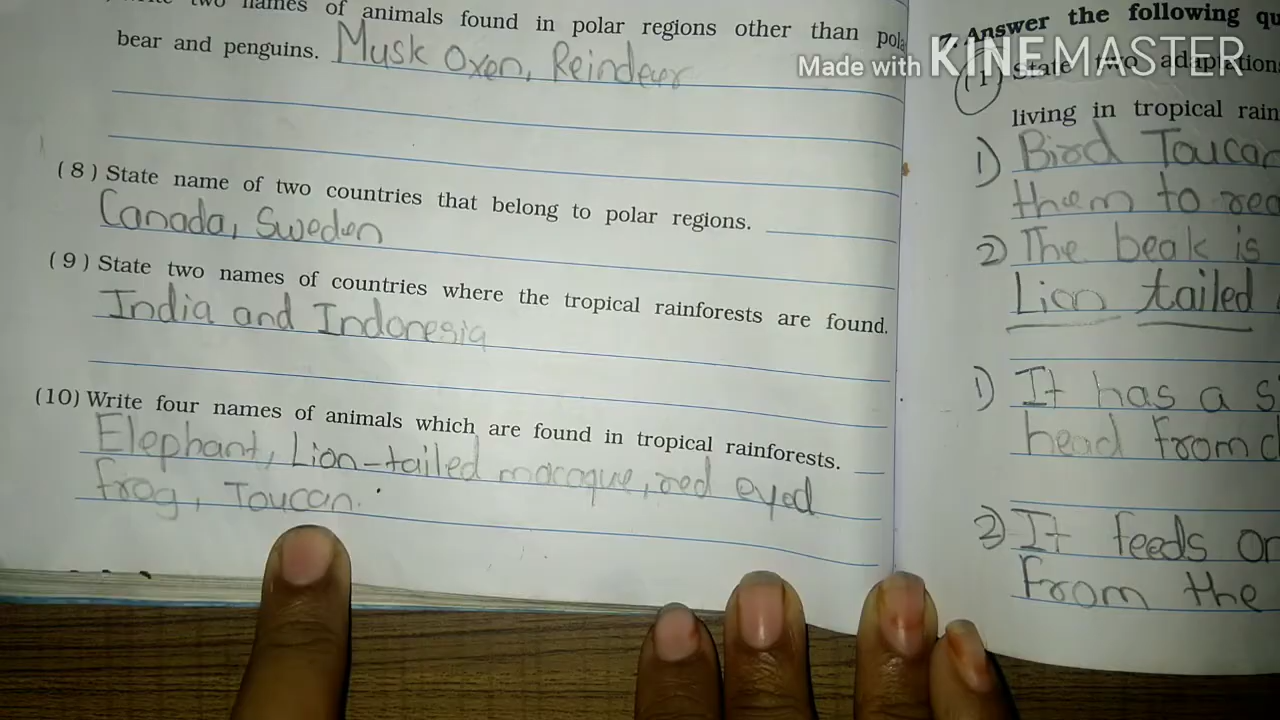 two names of animals found in polar regions other than
bear and penguins. Musk Oxen, Reindeer
(8) State name of two countries that belong to polar regions.
Canada, Sweden
(9) State two names of countries where the tropical rainforests are found.
India and Indonesia
(10) Write four names of animals which are found in tropical rainforests.
Elephant, Lion-tailed macaque, red eyed
frog, Toucan.
7. Answer the following
Made with KINEMASTER
(1) State two adaptation
living in tropical rain
1) Bird Toucan
them to
2) The beak is
Lion tailed
1) It has a
head from
2) It feeds on
from the